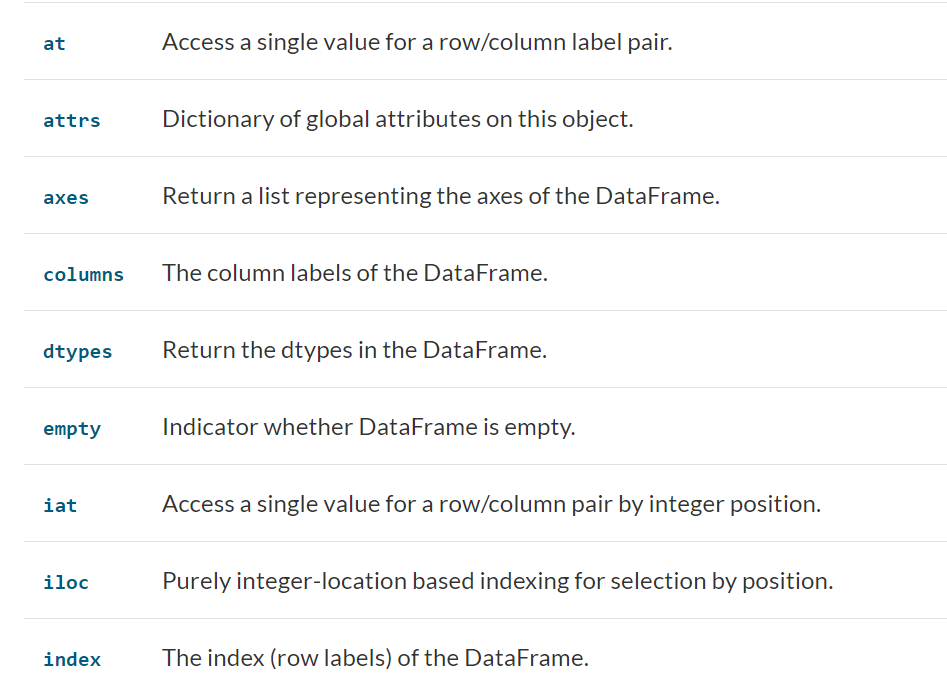 at Access a single value for a row/column label pair.
attrs Dictionary of global attributes on this object.
axes Return a list representing the axes of the DataFrame.
columns The column labels of the DataFrame.
dtypes Return the dtypes in the DataFrame.
empty Indicator whether DataFrame is empty.
iat Access a single value for a row/column pair by integer position.
iloc Purely integer-location based indexing for selection by position.
index The index (row labels) of the DataFrame.